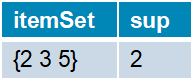 itemSet sup
{2 3 5} 2